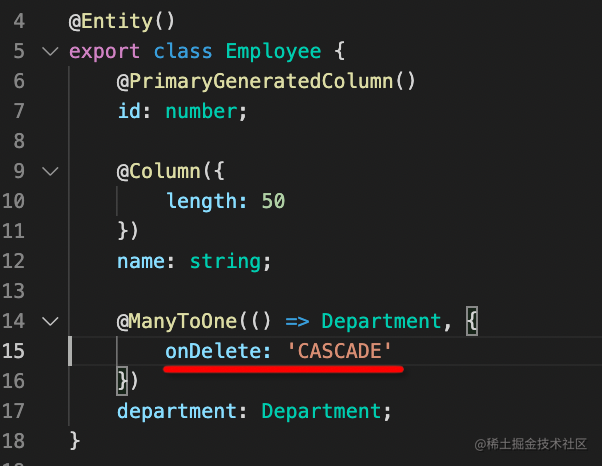 4 @Entity()
5 export class Employee {
6 @PrimaryGeneratedColumn()
7 id: number;
8
9 @Column({
10 length: 50
11 })
12 name: string;
13
14 @ManyToOne(() => Department, {
15 onDelete: 'CASCADE'
16 })
17 department: Department;
18 }
@稀土掘金技术社区